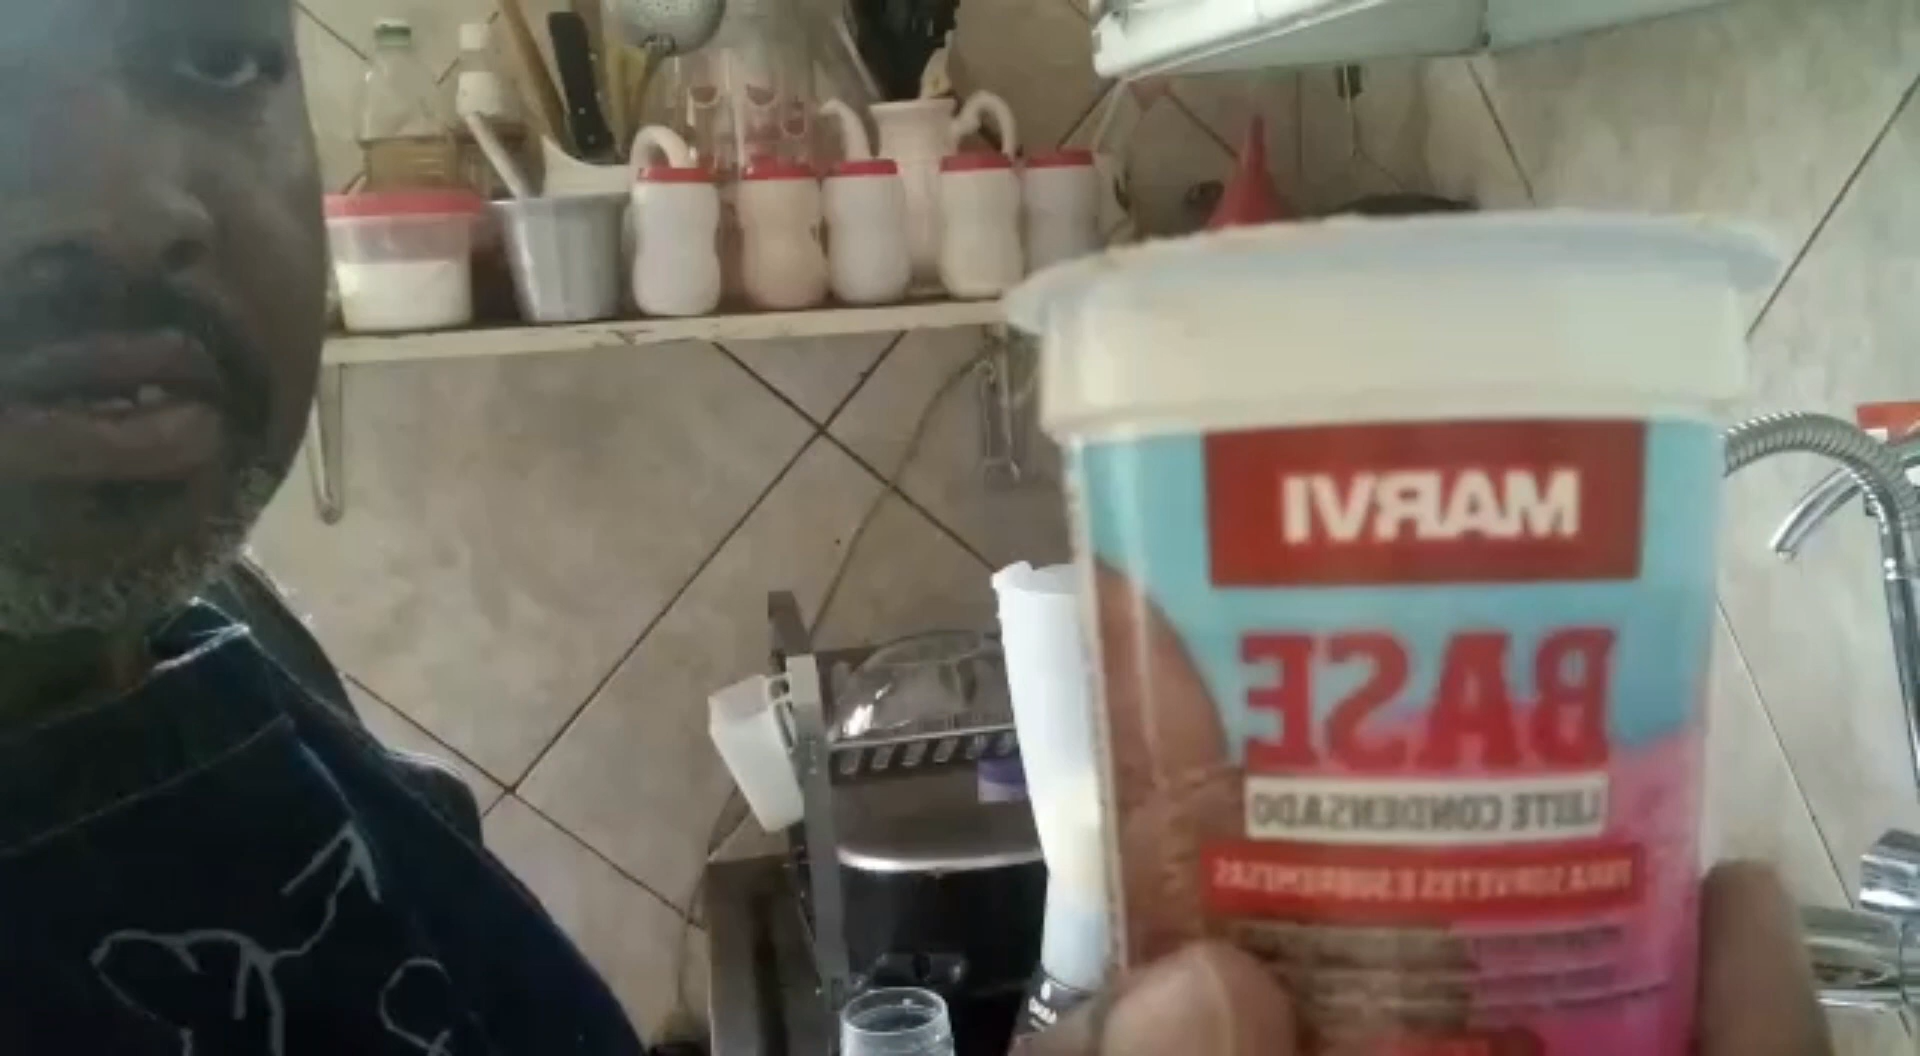 MARVI
BASE
LEITE CONDENSADO
PARA SORVETES E SOBREMESAS